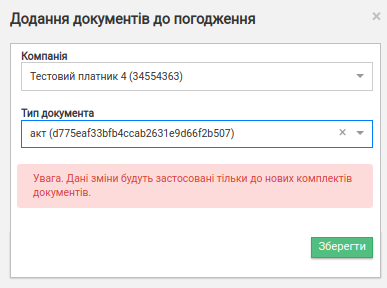 Додання документів до погодження
×
Компанія
Тестовий платник 4 (34554363)
Тип документа
акт (d775eaf33bfb4ccab2631e9d66f2b507)
×
Увага. Дані зміни будуть застосовані тільки до нових комплектів
документів.
Зберегти